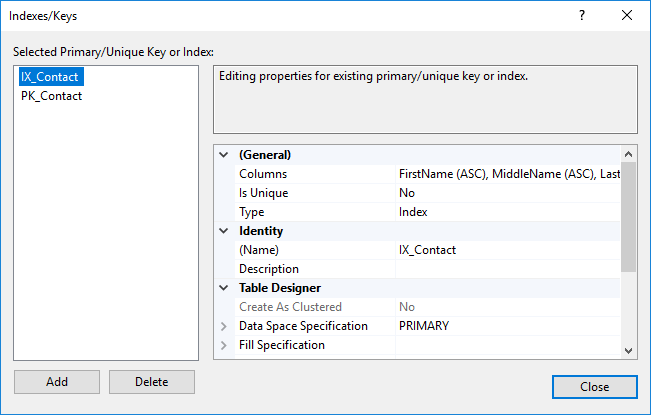 Indexes/Keys
Selected Primary/Unique Key or Index:
IX_Contact
PK_Contact
Editing properties for existing primary/unique key or index.
(General)
Columns FirstName (ASC), MiddleName (ASC), Last
Is Unique No
Type Index
Identity
(Name) IX_Contact
Description
Table Designer
Create As Clustered No
Data Space Specification PRIMARY
Fill Specification
Add Delete
Close